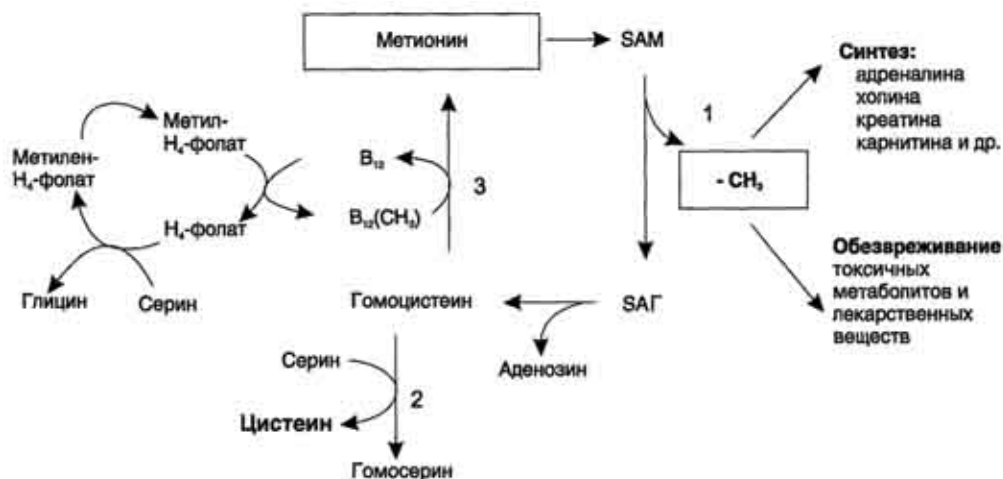 Метионин
SAM
Синтез:
адреналина
холина
креатина
карнитина и др.
1
- CH₃
Метил-
H₄-фолат
Метилен-
H₄-фолат
B₁₂
3
B₁₂(CH₃)
H₄-фолат
Обезвреживание
токсичных
метаболитов и
лекарственных
веществ
Глицин
Серин
Гомоцистеин
SAГ
Серин
Аденозин
2
Цистеин
Гомосерин